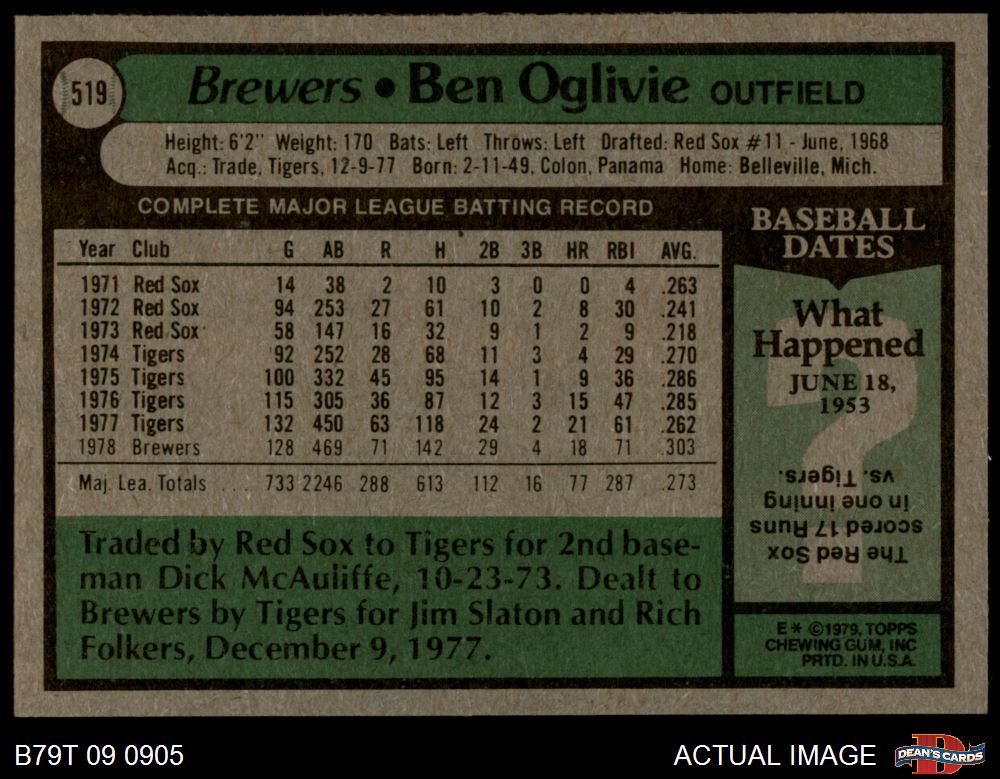 519
Brewers • Ben Oglivie OUTFIELD
Height: 6'2" Weight: 170 Bats: Left Throws: Left Drafted: Red Sox #11 - June, 1968
Acq.: Trade, Tigers, 12-9-77 Born: 2-11-49, Colon, Panama Home: Belleville, Mich.
COMPLETE MAJOR LEAGUE BATTING RECORD
Year Club G AB R H 2B 3B HR RBI AVG.
1971 Red Sox 14 38 2 10 3 0 0 4 .263
1972 Red Sox 94 253 27 61 10 2 8 30 .241
1973 Red Sox 58 147 16 32 9 1 2 9 .218
1974 Tigers 92 252 28 68 11 3 4 29 .270
1975 Tigers 100 332 45 95 14 1 9 36 .286
1976 Tigers 115 305 36 87 12 3 15 47 .285
1977 Tigers 132 450 63 118 24 2 21 61 .262
1978 Brewers 128 469 71 142 29 4 18 71 .303
Maj. Lea. Totals ... 733 2246 288 613 112 16 77 287 .273
Traded by Red Sox to Tigers for 2nd base-
man Dick McAuliffe, 10-23-73. Dealt to
Brewers by Tigers for Jim Slaton and Rich
Folkers, December 9, 1977.
BASEBALL
DATES
What
Happened
JUNE 18,
1953
?
The Red Sox
scored 17 Runs
in one inning
vs. Tigers.
E* ©1979, TOPPS
CHEWING GUM, INC
PRTD. IN U.S.A.
B79T 09 0905
ACTUAL IMAGE
D
DEAN'S CARDS